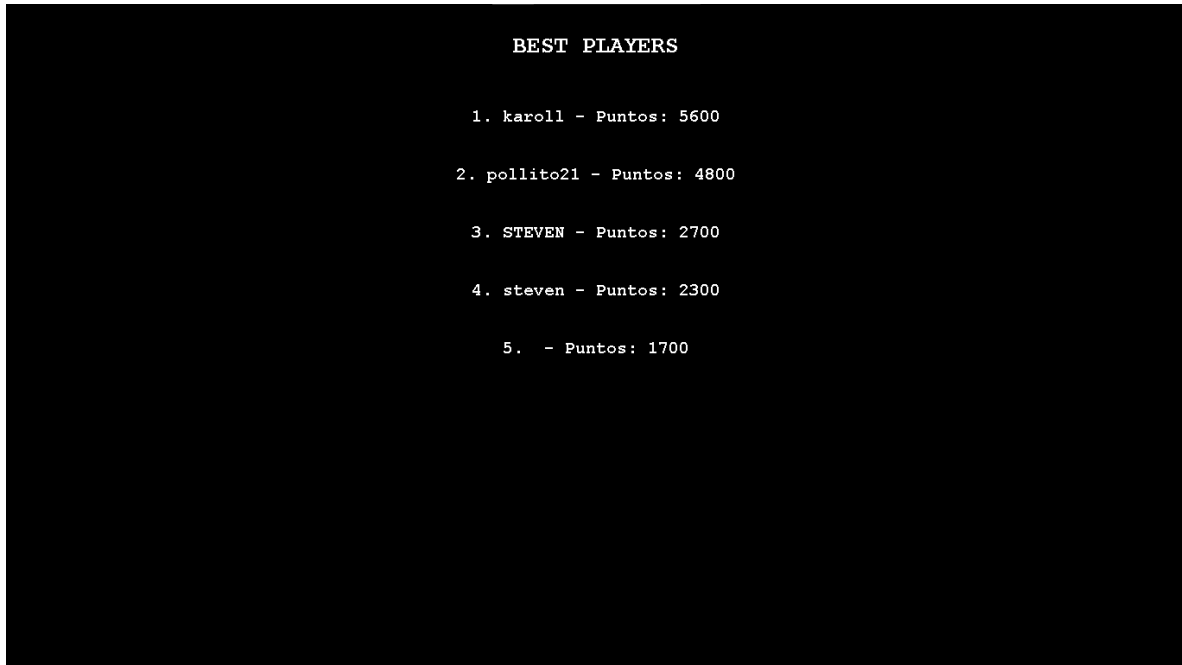 BEST PLAYERS
1. karoll - Puntos: 5600
2. pollito21 - Puntos: 4800
3. STEVEN - Puntos: 2700
4. steven - Puntos: 2300
5.  - Puntos: 1700